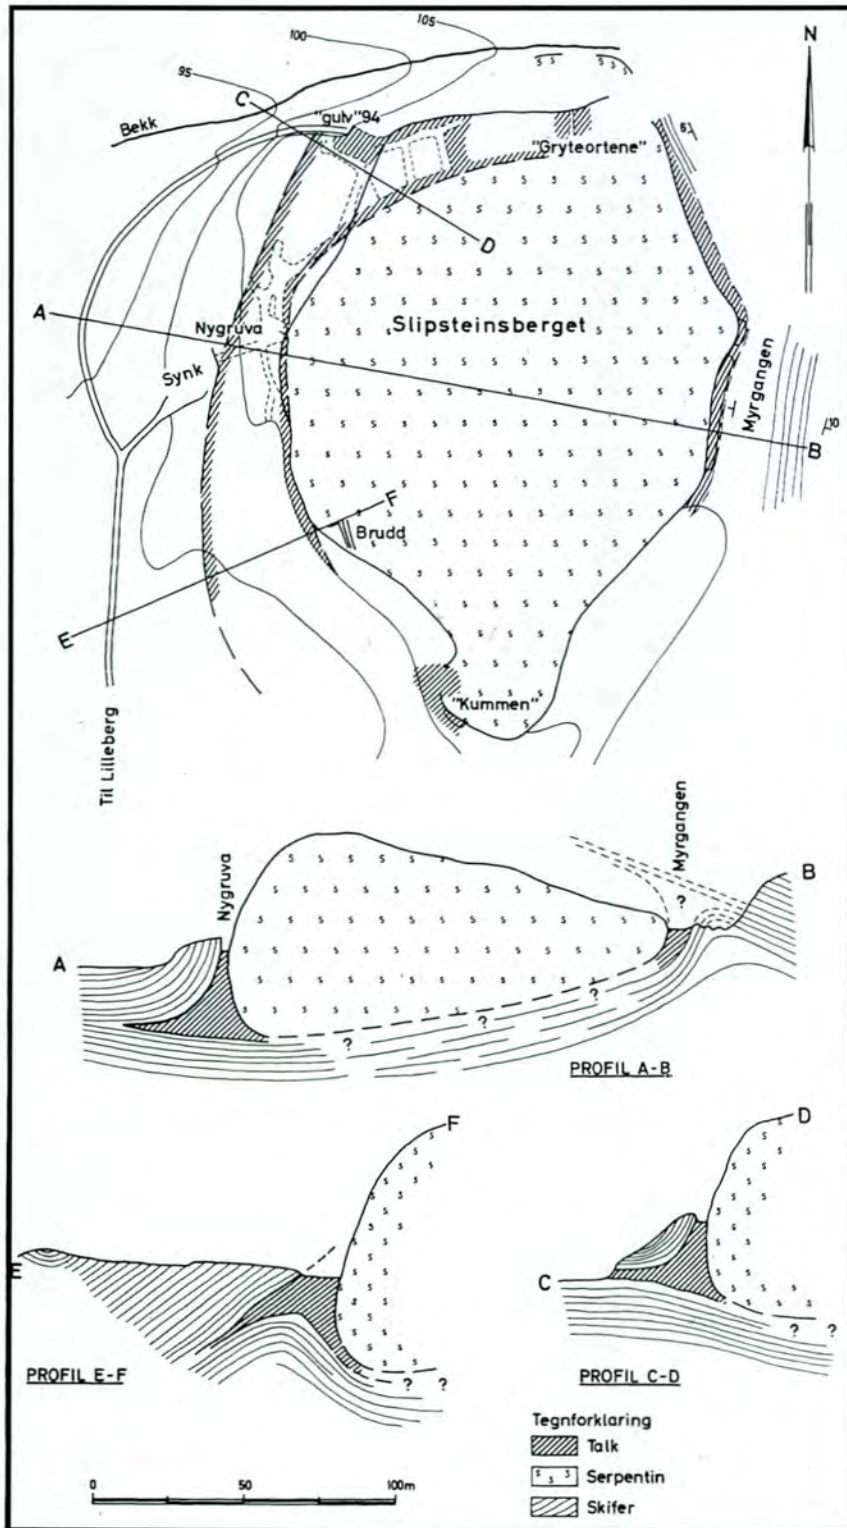 105
100
95
N
C
"gulv"94
Bekk
"Gryteortene"
D
A
Slipsteinsberget
Nygruva
Synk
Myrgangen
10
B
F
Brudd
E
"Kummen"
Til Lilleberg
Myrgangen
Nygruva
B
?
A
?
?
?
PROFIL A-B
F
D
E
C
PROFIL E-F
? ?
? ?
PROFIL C-D
Tegnforklaring
Talk
s s s Serpentin
Skifer
0 50 100m